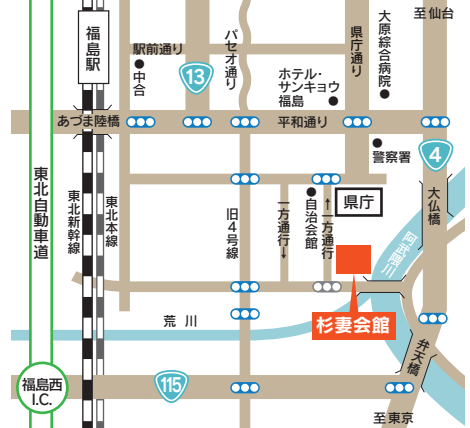 福島駅
駅前通り
中合
13
パセオ通り
県庁通り
大原綜合病院
至仙台
ホテル・
サンキョウ
福島
あづま陸橋
平和通り
警察署
4
東北自動車道
東北新幹線
東北本線
旧4号線
一方通行↓
自治会館
↑一方通行
県庁
大仏橋
阿武隈川
荒川
杉妻会館
弁天橋
福島西
I.C.
115
至東京